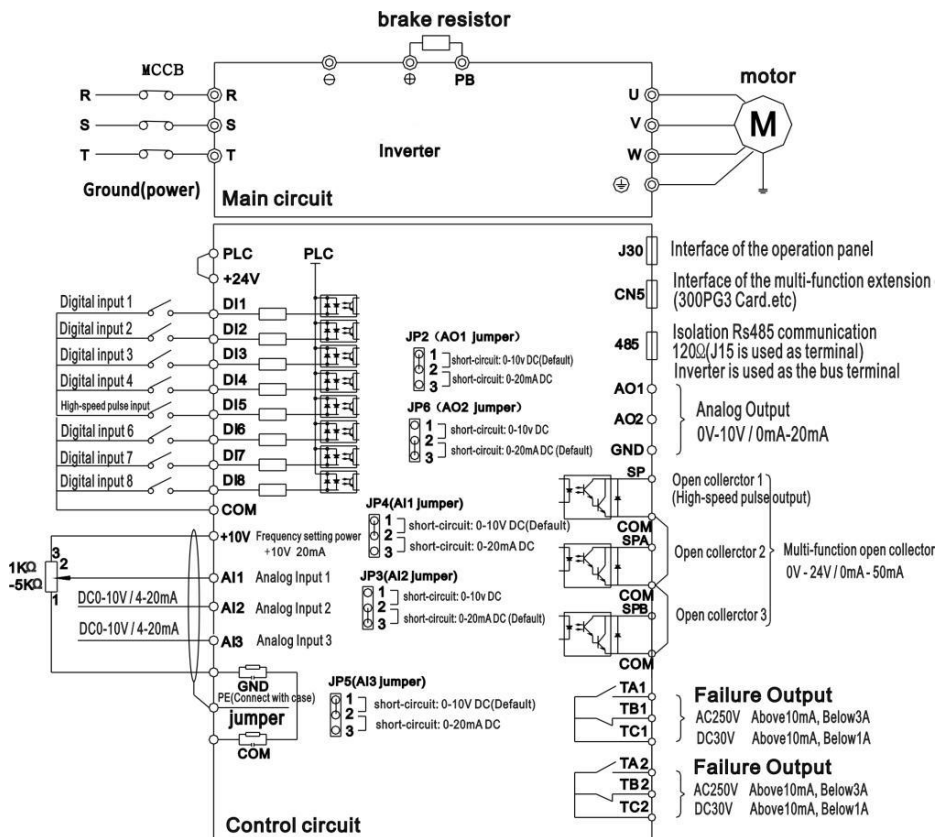 brake resistor
MCCB
⊖
⊕
PB
motor
R
R
U
S
S
V
M
T
T
Inverter
W
Ground(power)
Main circuit
PLC
+24V
PLC
Digital input 1
DI1
Digital input 2
DI2
Digital input 3
DI3
Digital input 4
DI4
High-speed pulse input
DI5
Digital input 6
DI6
Digital input 7
DI7
Digital input 8
DI8
COM
+10V
Frequency setting power
+10V 20mA
3
2
1
1KΩ
-5KΩ
AI1
Analog Input 1
DC0-10V / 4-20mA
AI2
Analog Input 2
DC0-10V / 4-20mA
AI3
Analog Input 3
GND
PE(Connect with case)
jumper
COM
JP2 (AO1 jumper)
1
2
3
short-circuit: 0-10v DC(Default)
short-circuit: 0-20mA DC
JP6 (AO2 jumper)
1
2
3
short-circuit: 0-10v DC
short-circuit: 0-20mA DC (Default)
JP4(AI1 jumper)
1
2
3
short-circuit: 0-10V DC(Default)
short-circuit: 0-20mA DC
JP3(AI2 jumper)
1
2
3
short-circuit: 0-10v DC
short-circuit: 0-20mA DC (Default)
JP5(AI3 jumper)
1
2
3
short-circuit: 0-10V DC(Default)
short-circuit: 0-20mA DC
J30
Interface of the operation panel
CN5
Interface of the multi-function extension
(300PG3 Card.etc)
485
Isolation Rs485 communication
120Ω(J15 is used as terminal)
Inverter is used as the bus terminal
AO1
AO2
GND
Analog Output
0V-10V / 0mA-20mA
SP
COM
Open collerctor 1
(High-speed pulse output)
SPA
COM
Open collerctor 2
SPB
COM
Open collerctor 3
Multi-function open collector
0V - 24V / 0mA - 50mA
TA1
TB1
TC1
Failure Output
AC250V Above10mA, Below3A
DC30V Above10mA, Below1A
TA2
TB2
TC2
Failure Output
AC250V Above10mA, Below3A
DC30V Above10mA, Below1A
Control circuit